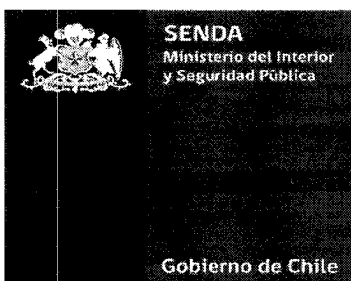 SENDA
Ministerio del Interior
y Seguridad Pública
Gobierno de Chile